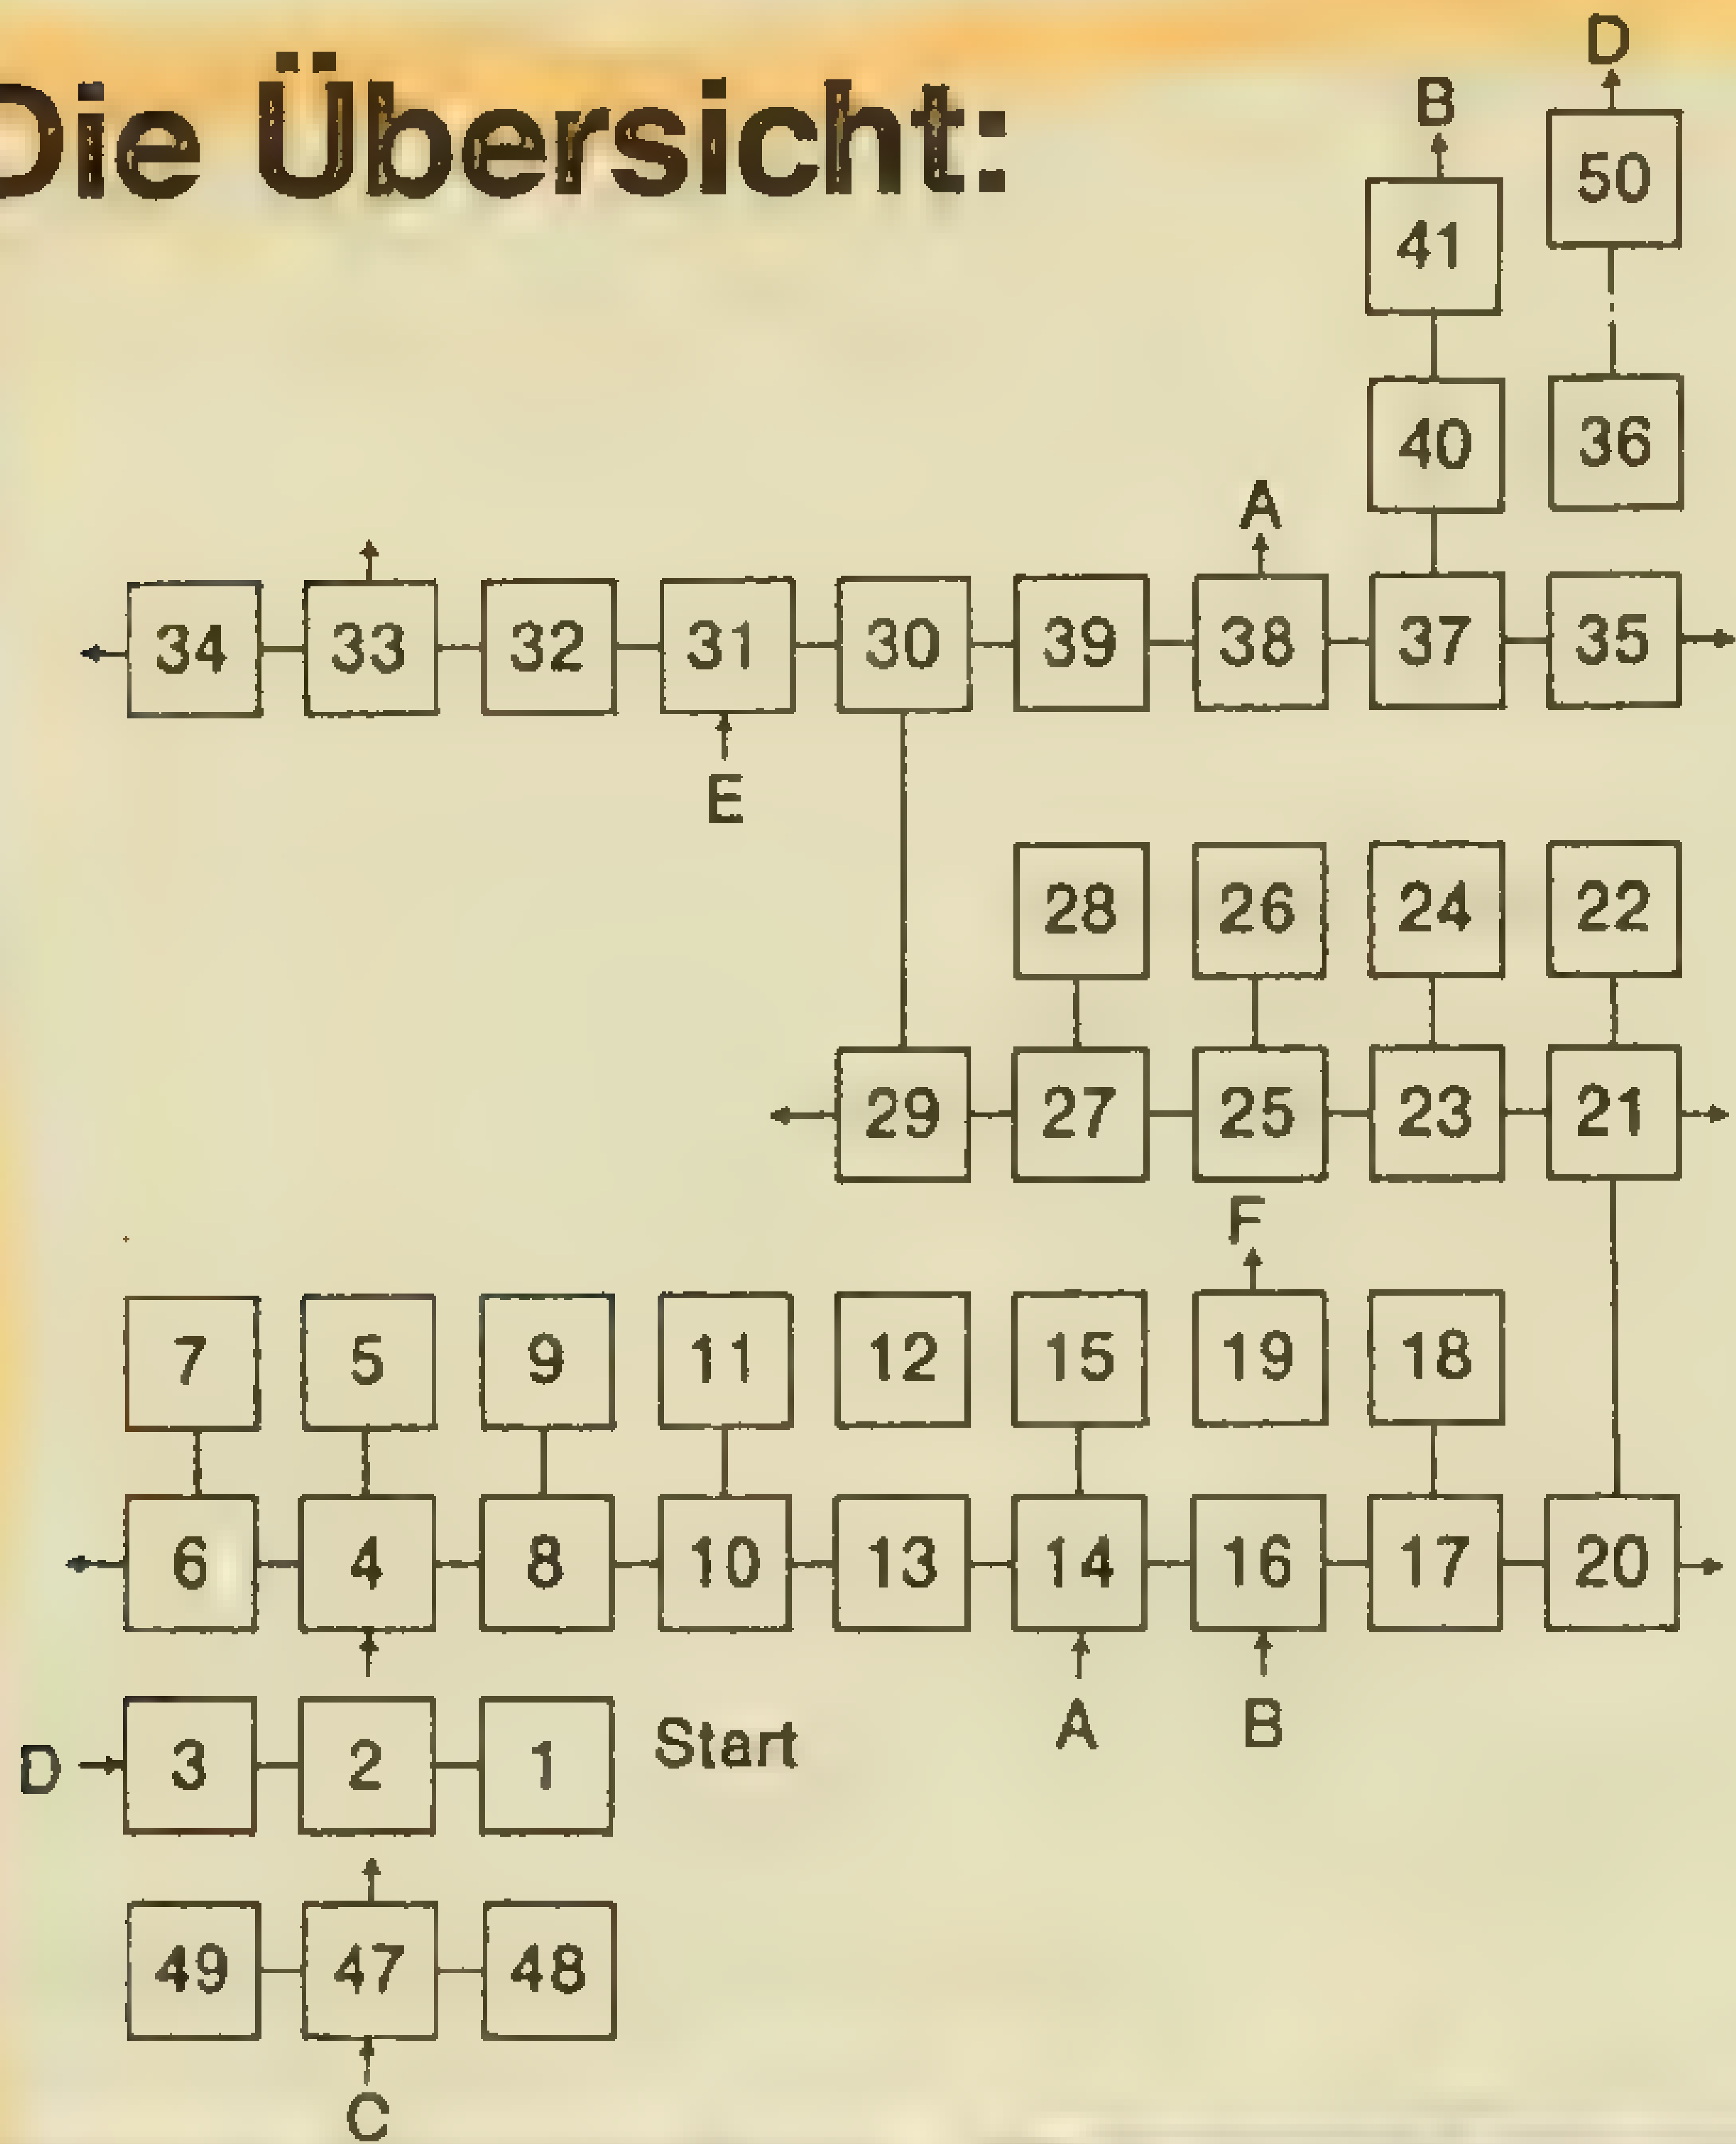 Die Übersicht:
D
B
50
41
40
36
A
34 33 32 31 30 39 38 37 35
E
28 26 24 22
29 27 25 23 21
F
7 5 9 11 12 15 19 18
6 4 8 10 13 14 16 17 20
D 3 2 1 Start A B
49 47 48
C